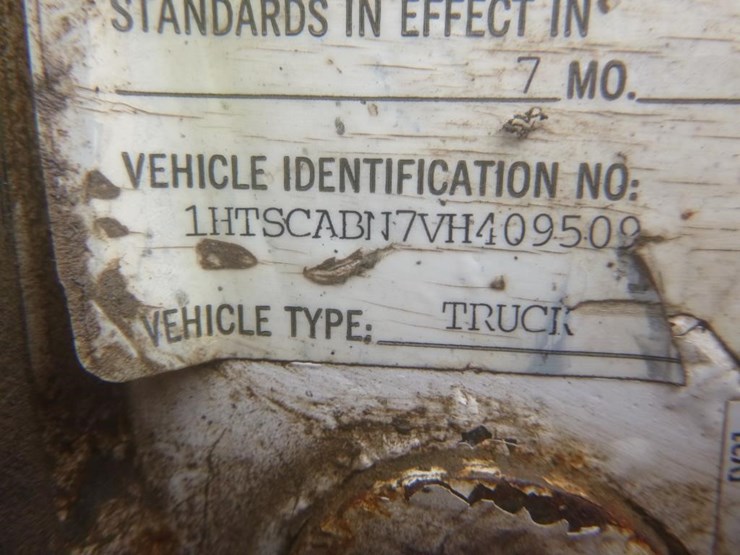 STANDARDS IN EFFECT IN
7 MO.
VEHICLE IDENTIFICATION NO:
1HTSCABN7VH409509
VEHICLE TYPE: TRUCK